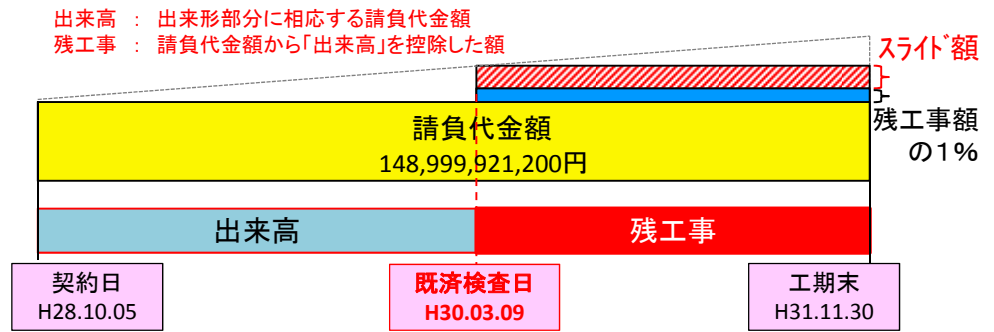 出来高 : 出来形部分に相応する請負代金額
残工事 : 請負代金額から「出来高」を控除した額
スライド額
残工事額
の1%
請負代金額
148,999,921,200円
出来高
残工事
契約日
H28.10.05
既済検査日
H30.03.09
工期末
H31.11.30